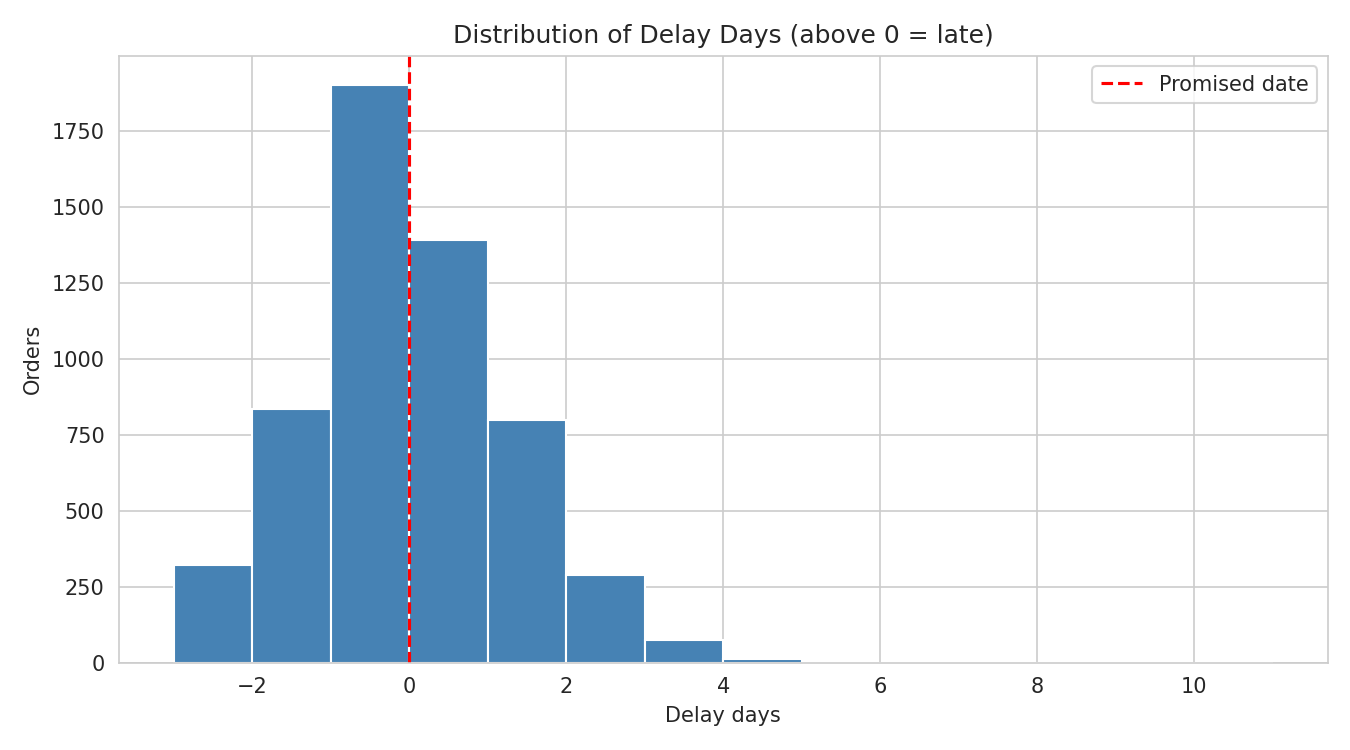 Distribution of Delay Days (above 0 = late)
Promised date
1750
1500
1250
1000
750
500
250
0
Orders
−2 0 2 4 6 8 10
Delay days